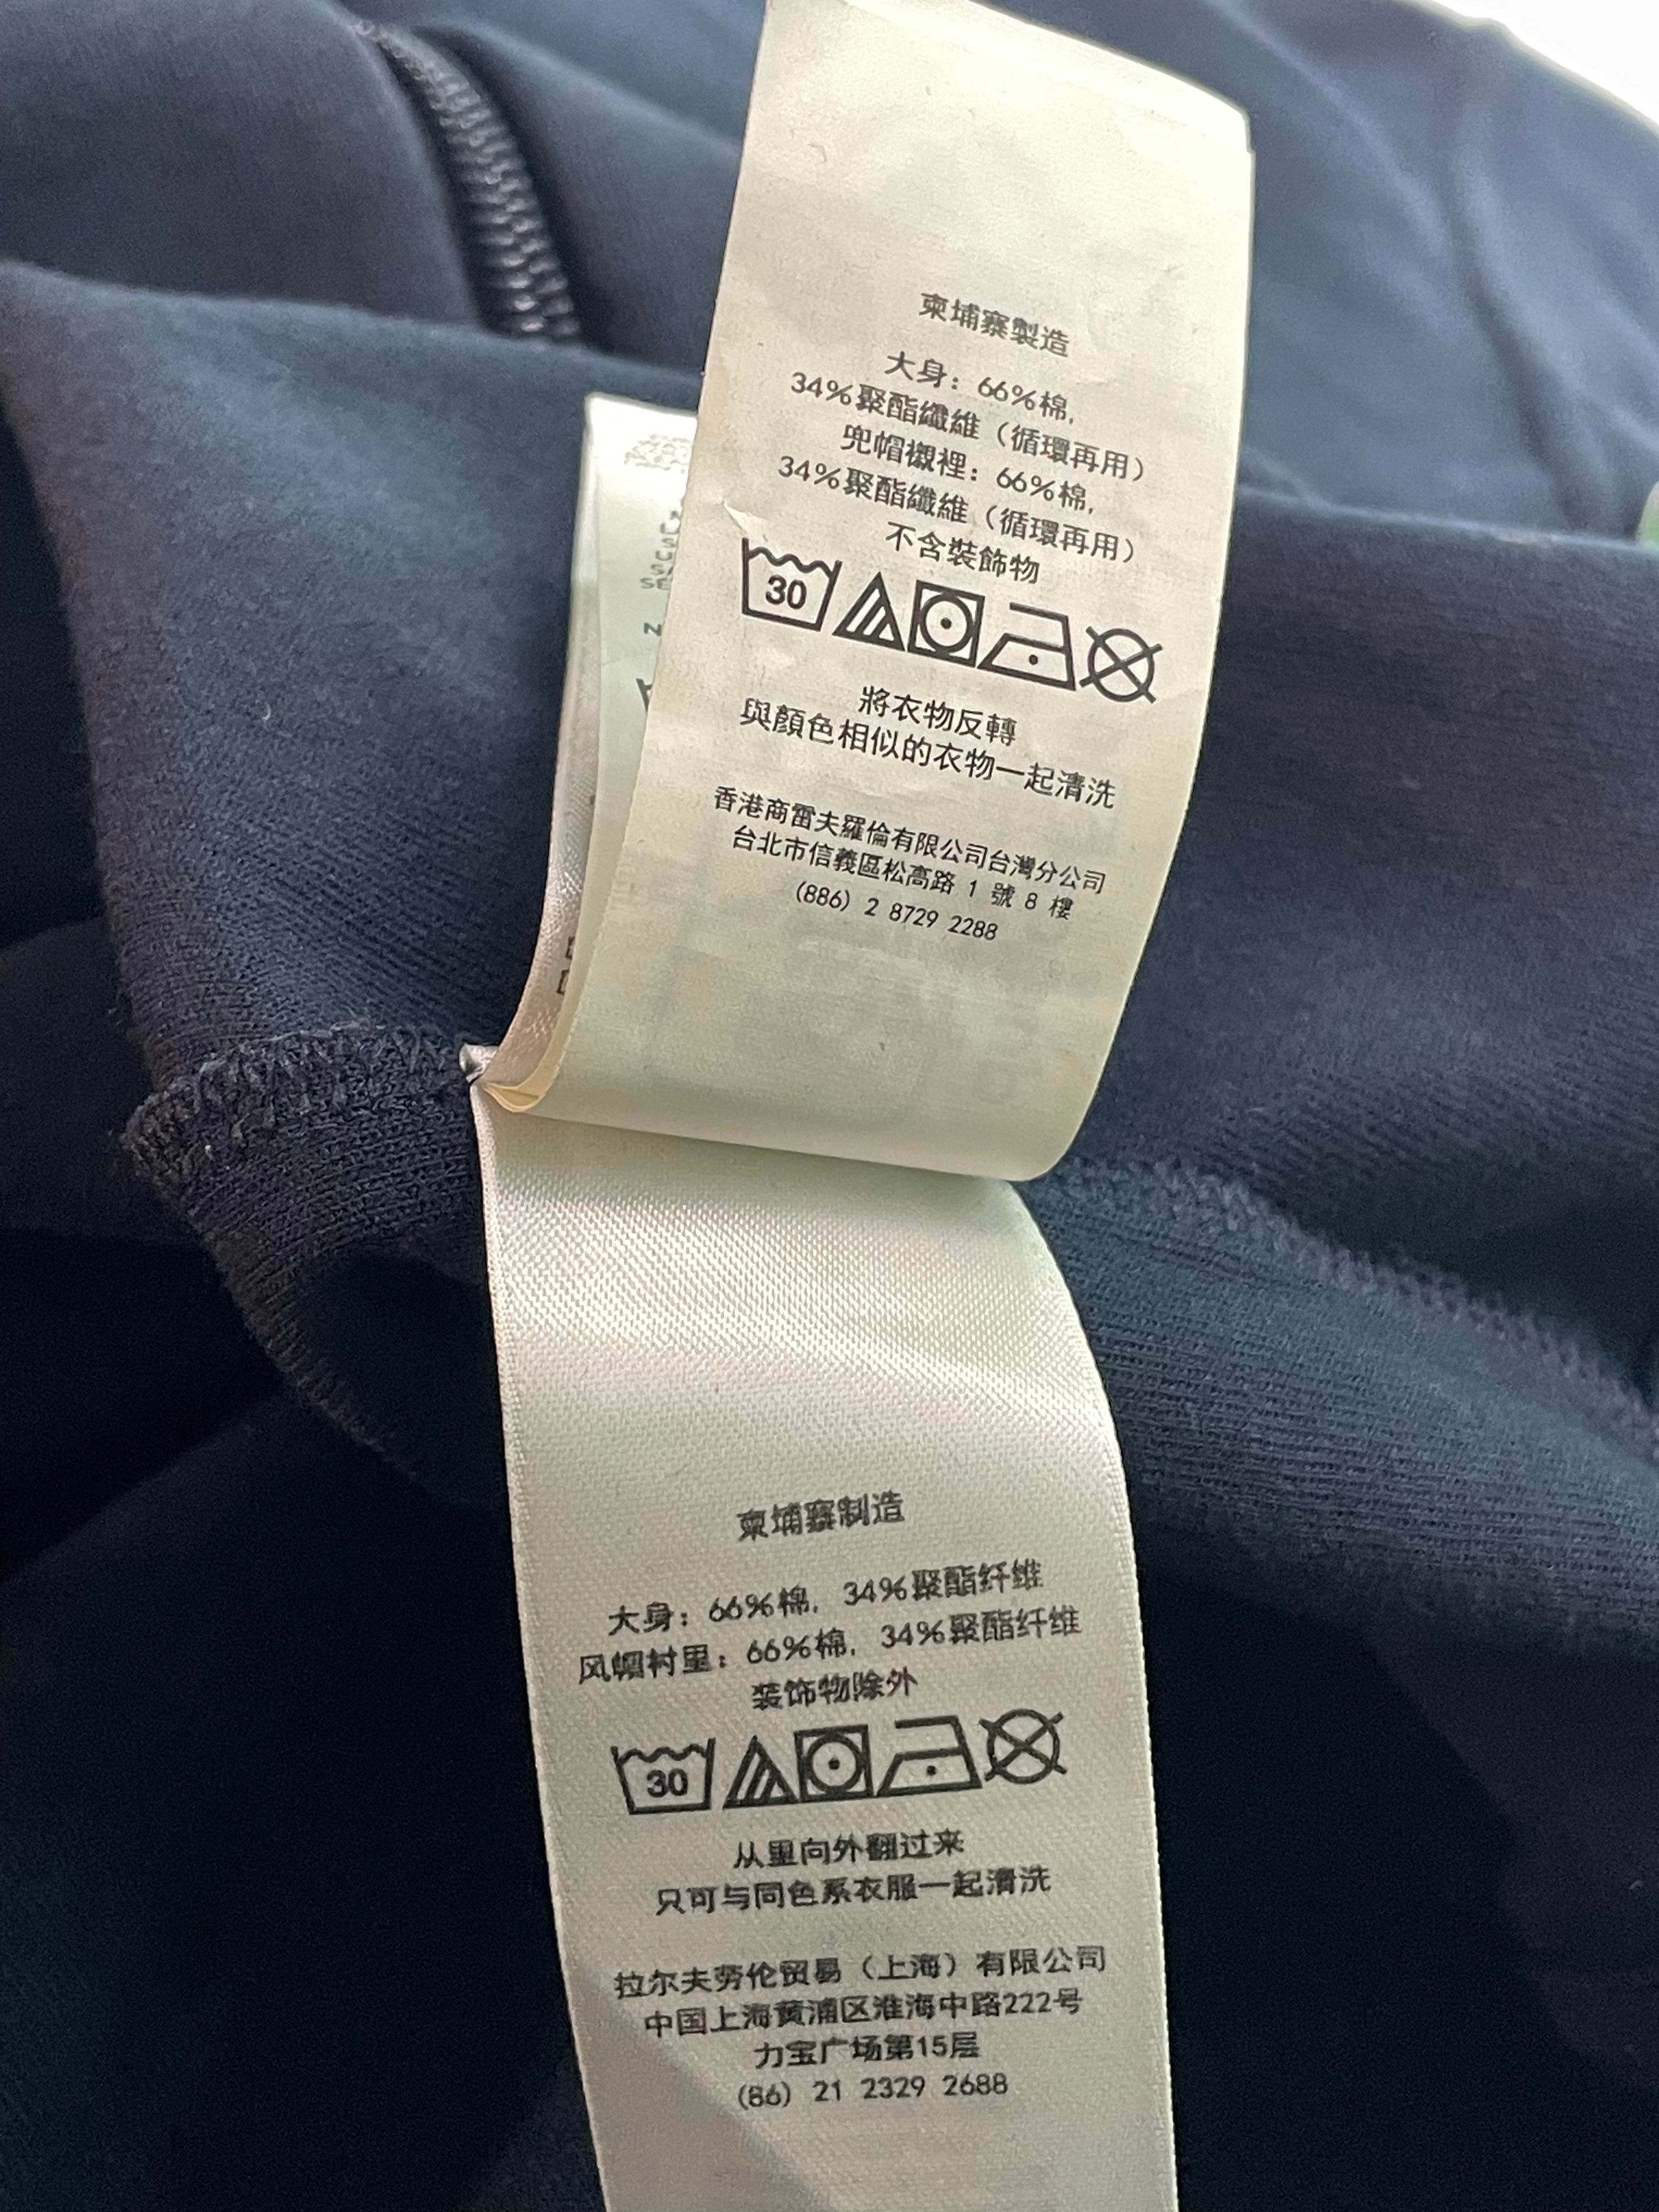 柬埔寨製造
大身：66%棉,
34%聚酯纖維（循環再用）
兜帽襯裡：66%棉,
34%聚酯纖維（循環再用）
不含裝飾物
30
將衣物反轉
與顏色相似的衣物一起清洗
香港商雷夫羅倫有限公司台灣分公司
台北市信義區松高路 1 號 8 樓
(886) 2 8729 2288
柬埔寨制造
大身：66%棉, 34%聚酯纤维
风帽衬里：66%棉, 34%聚酯纤维
装饰物除外
30
从里向外翻过来
只可与同色系衣服一起清洗
拉尔夫劳伦贸易（上海）有限公司
中国上海黄浦区淮海中路222号
力宝广场第15层
(86) 21 2329 2688